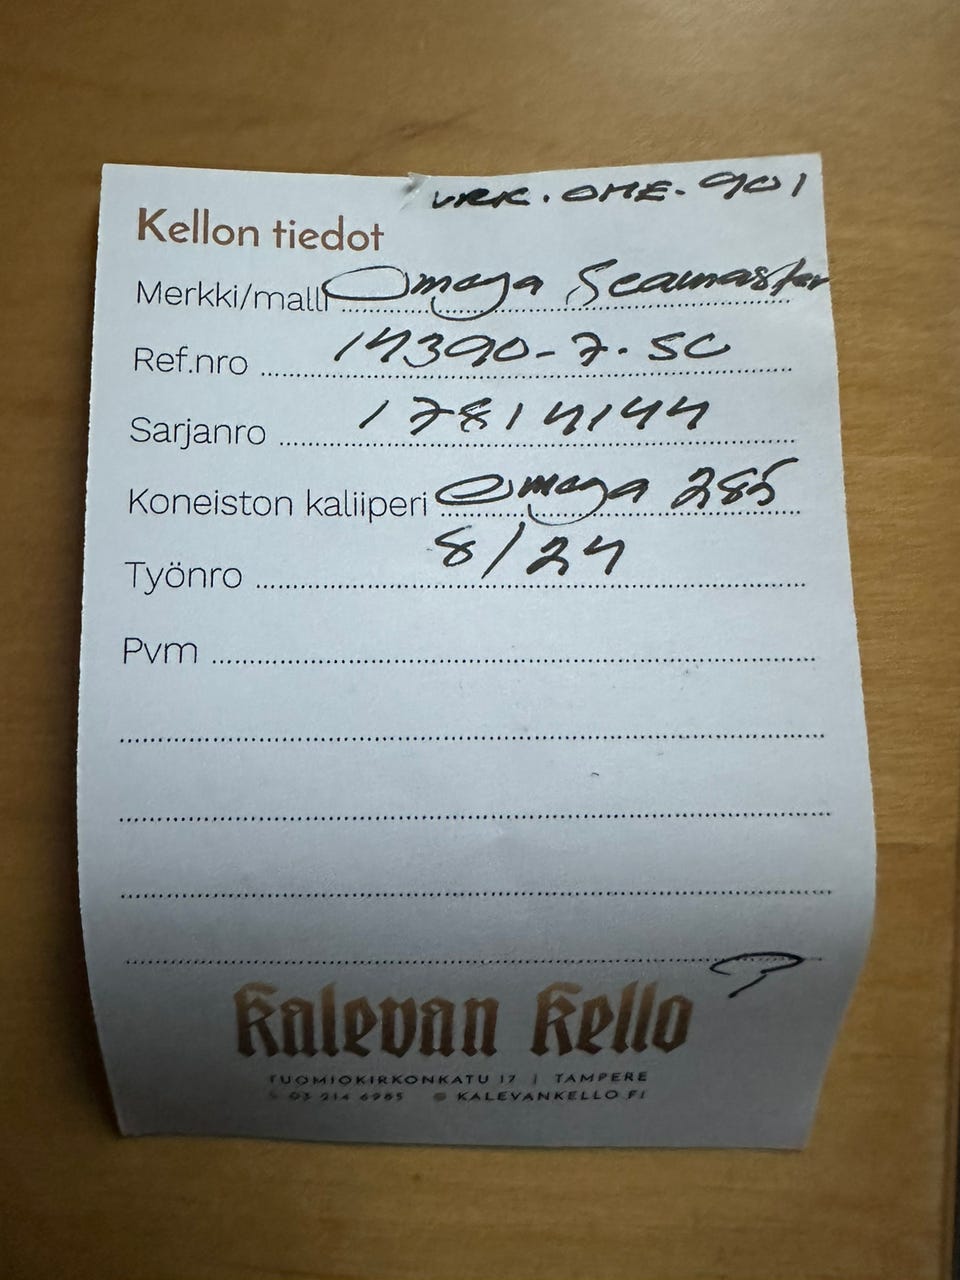 VKK. OME-901
Kellon tiedot
Merkki/malli Omega Seamaster
Ref.nro 14390-7.SC
Sarjanro 17814144
Koneiston kaliiperi Omega 285
Työnro 8/24
Pvm
Kalevan Kello
TUOMIOKIRKONKATU 17 | TAMPERE
03 214 6985 KALEVANKELLO.FI